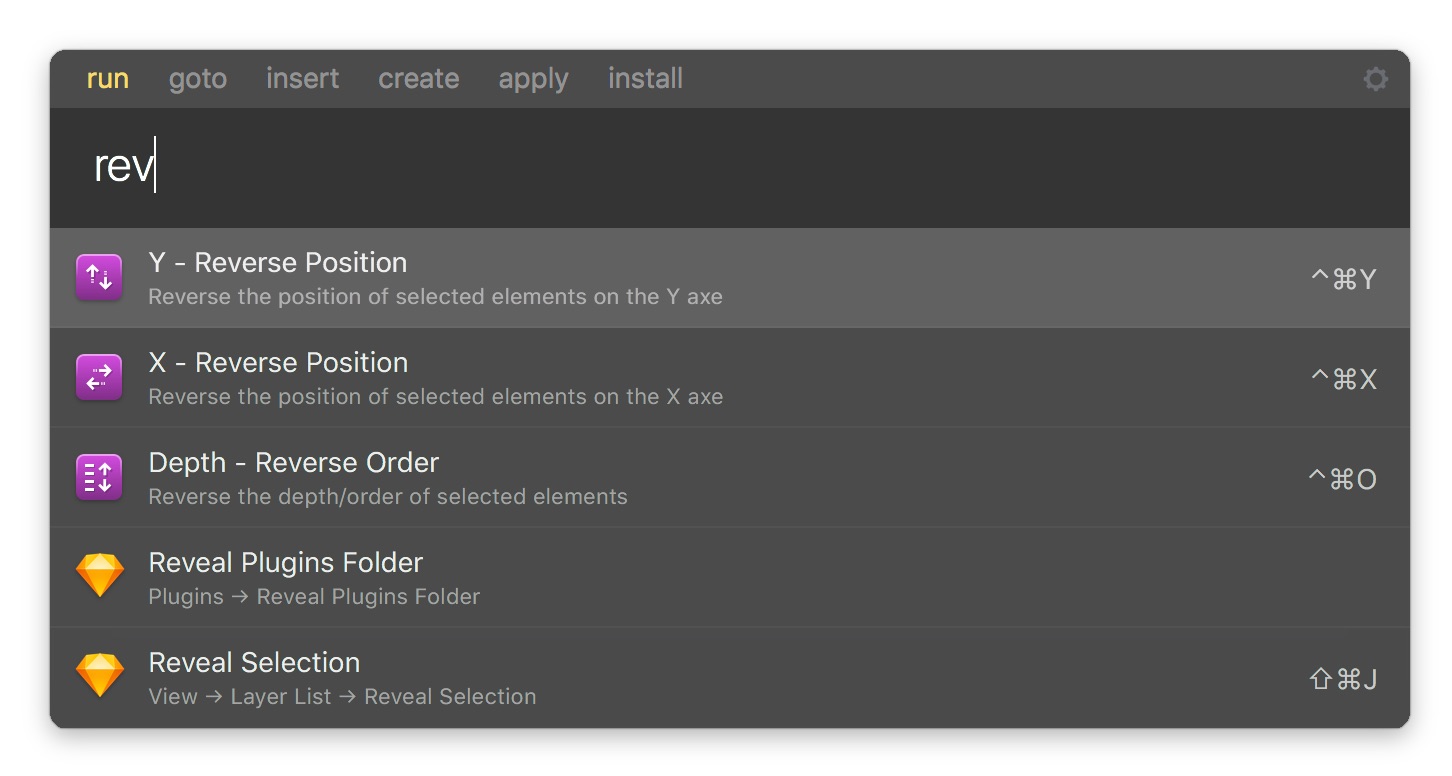 run goto insert create apply install
rev
Y - Reverse Position
Reverse the position of selected elements on the Y axe
⌃⌘Y
X - Reverse Position
Reverse the position of selected elements on the X axe
⌃⌘X
Depth - Reverse Order
Reverse the depth/order of selected elements
⌃⌘O
Reveal Plugins Folder
Plugins → Reveal Plugins Folder
Reveal Selection
View → Layer List → Reveal Selection
⇧⌘J